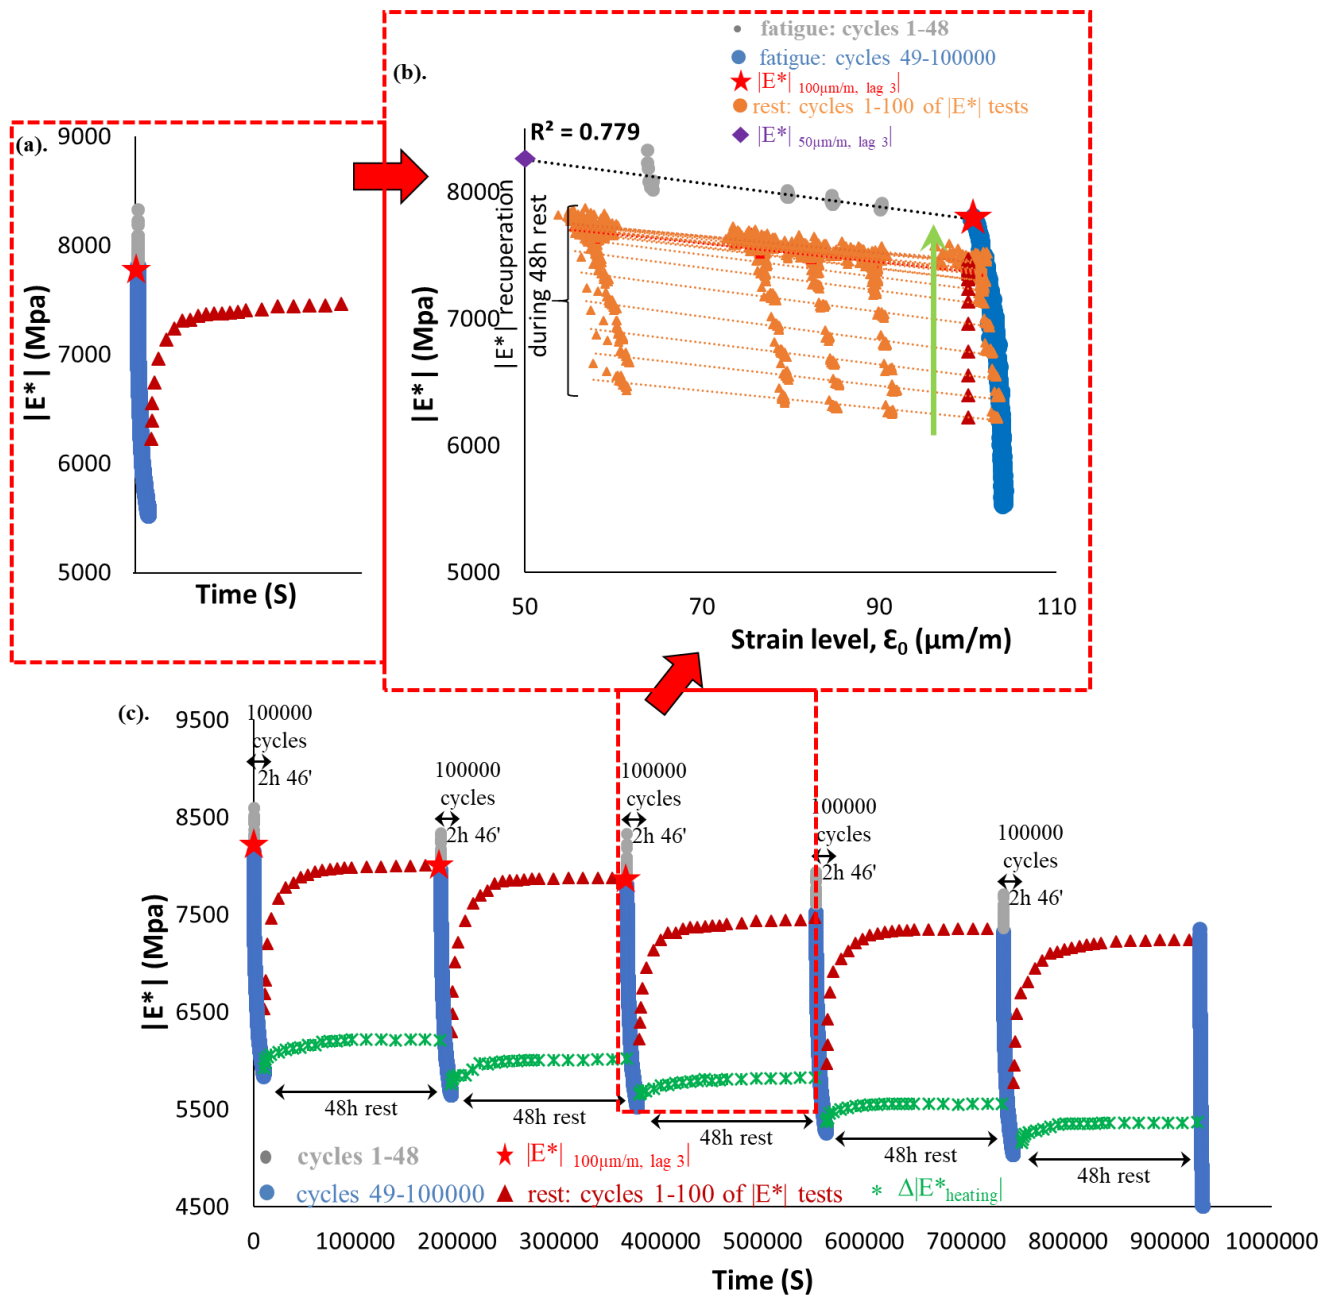 (a).
9000
8000
7000
6000
5000
|E*| (Mpa)
Time (S)
(b).
fatigue: cycles 1-48
fatigue: cycles 49-100000
|E*| 100µm/m, lag 3|
rest: cycles 1-100 of |E*| tests
|E*| 50µm/m, lag 3|
R² = 0.779
8000
7000
6000
5000
|E*| (Mpa)
|E*| recuperation
during 48h rest
50
70
90
110
Strain level, Ɛ0 (µm/m)
(c).
9500
8500
7500
6500
5500
4500
|E*| (Mpa)
100000
cycles
2h 46'
100000
cycles
2h 46'
100000
cycles
2h 46'
100000
cycles
2h 46'
100000
cycles
2h 46'
48h rest
48h rest
48h rest
48h rest
48h rest
cycles 1-48
|E*| 100µm/m, lag 3|
cycles 49-100000
rest: cycles 1-100 of |E*| tests
Δ|E*heating|
0
100000
200000
300000
400000
500000
600000
700000
800000
900000
1000000
Time (S)